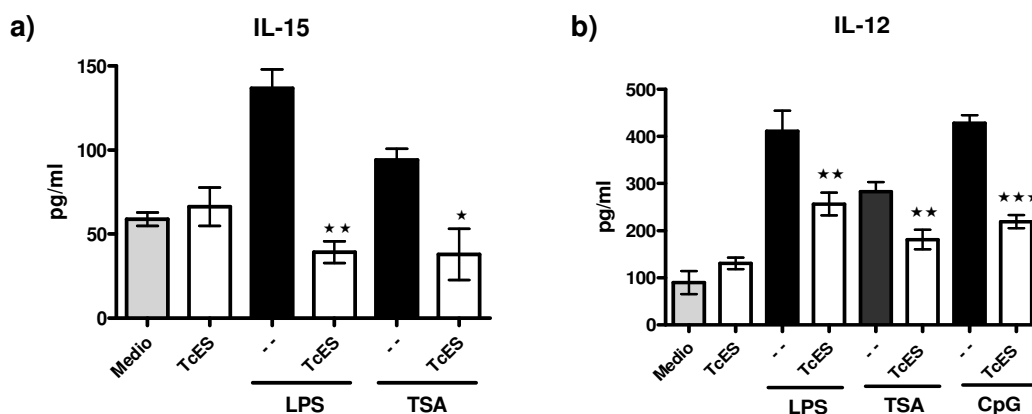 a)
IL-15
pg/ml
150
100
50
0
★★
★
Medio
TcES
- -
TcES
- -
TcES
LPS
TSA
b)
IL-12
pg/ml
500
400
300
200
100
0
★★
★★
★★★
Medio
TcES
- -
TcES
- -
TcES
- -
TcES
LPS
TSA
CpG